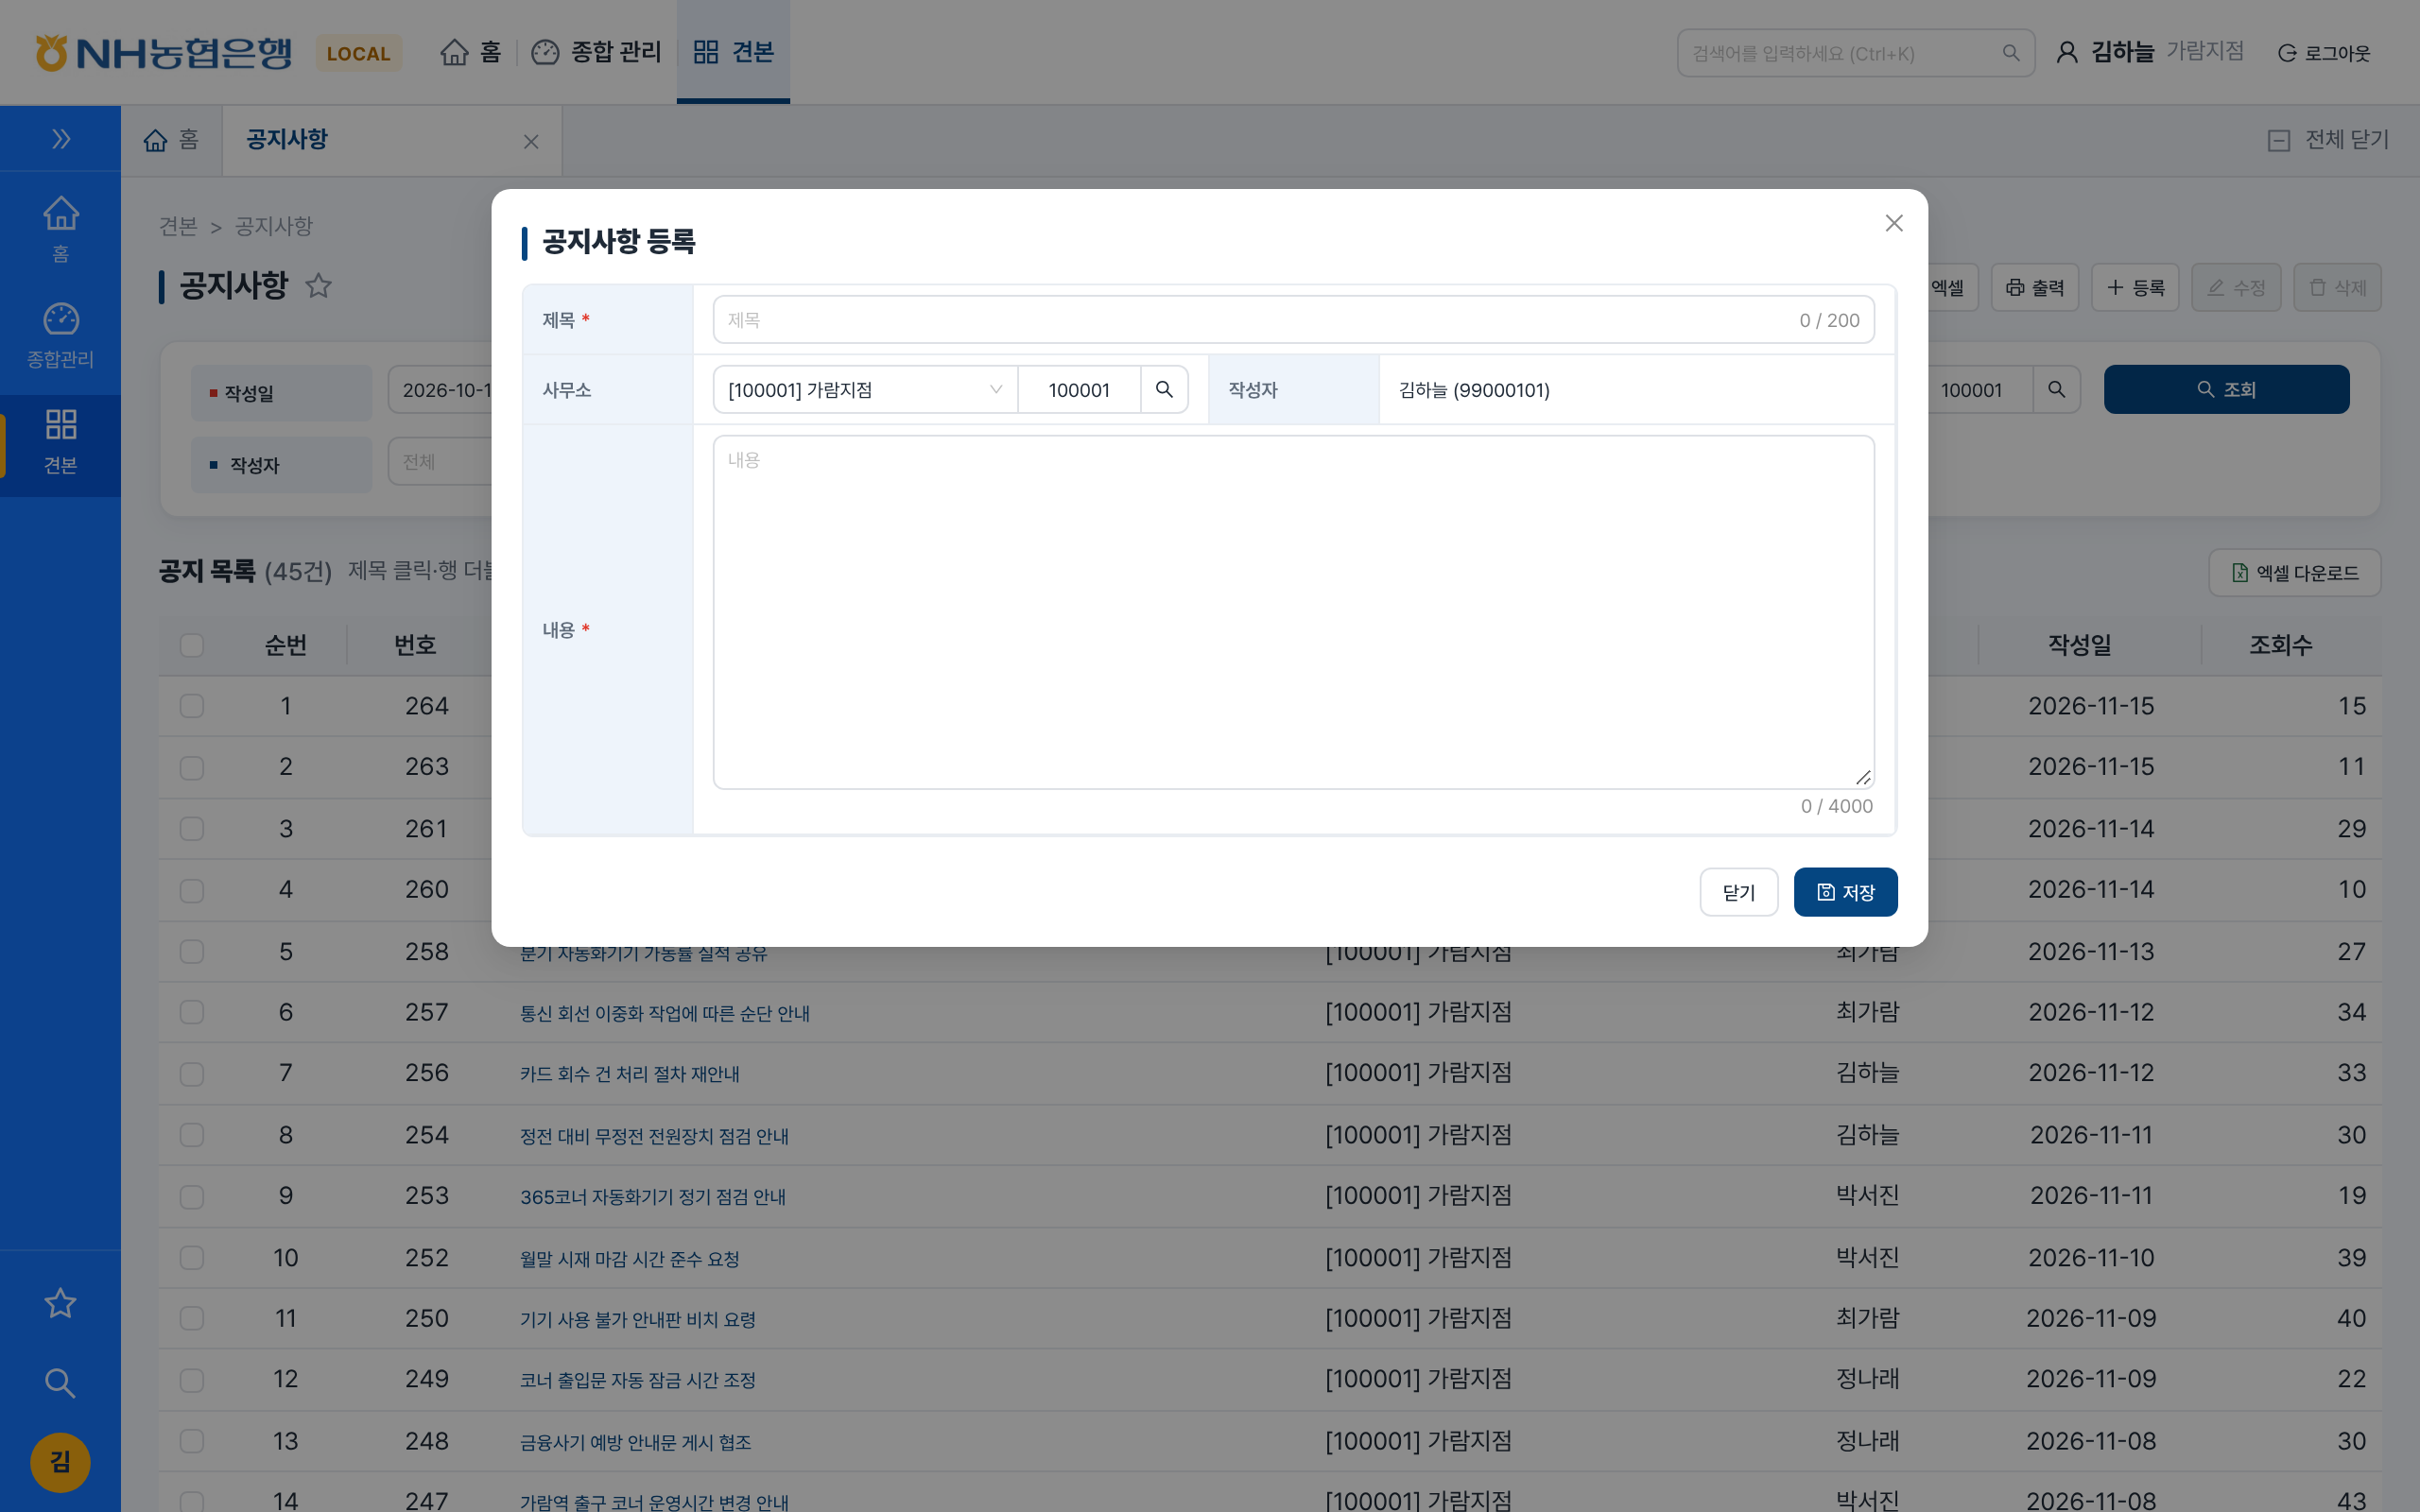 NH농협은행 LOCAL 홈 종합 관리 견본 검색어를 입력하세요 (Ctrl+K) 김하늘 가람지점 로그아웃
홈 공지사항 전체 닫기
견본 > 공지사항
공지사항 엑셀 출력 등록 수정 삭제
홈
종합관리
견본
작성일 2026-10-1 100001 조회
작성자 전체
공지사항 등록
제목 * 제목 0 / 200
사무소 [100001] 가람지점 100001 작성자 김하늘 (99000101)
내용 * 내용
0 / 4000
닫기 저장
공지 목록 (45건) 제목 클릭·행 더블 엑셀 다운로드
순번 번호 작성일 조회수
1 264 2026-11-15 15
2 263 2026-11-15 11
3 261 2026-11-14 29
4 260 2026-11-14 10
5 258 분기 자동화기기 가동률 실적 공유 [100001] 가람지점 최가람 2026-11-13 27
6 257 통신 회선 이중화 작업에 따른 순단 안내 [100001] 가람지점 최가람 2026-11-12 34
7 256 카드 회수 건 처리 절차 재안내 [100001] 가람지점 김하늘 2026-11-12 33
8 254 정전 대비 무정전 전원장치 점검 안내 [100001] 가람지점 김하늘 2026-11-11 30
9 253 365코너 자동화기기 정기 점검 안내 [100001] 가람지점 박서진 2026-11-11 19
10 252 월말 시재 마감 시간 준수 요청 [100001] 가람지점 박서진 2026-11-10 39
11 250 기기 사용 불가 안내판 비치 요령 [100001] 가람지점 최가람 2026-11-09 40
12 249 코너 출입문 자동 잠금 시간 조정 [100001] 가람지점 정나래 2026-11-09 22
13 248 금융사기 예방 안내문 게시 협조 [100001] 가람지점 정나래 2026-11-08 30
14 247 가람역 출구 코너 운영시간 변경 안내 [100001] 가람지점 박서진 2026-11-08 43
김